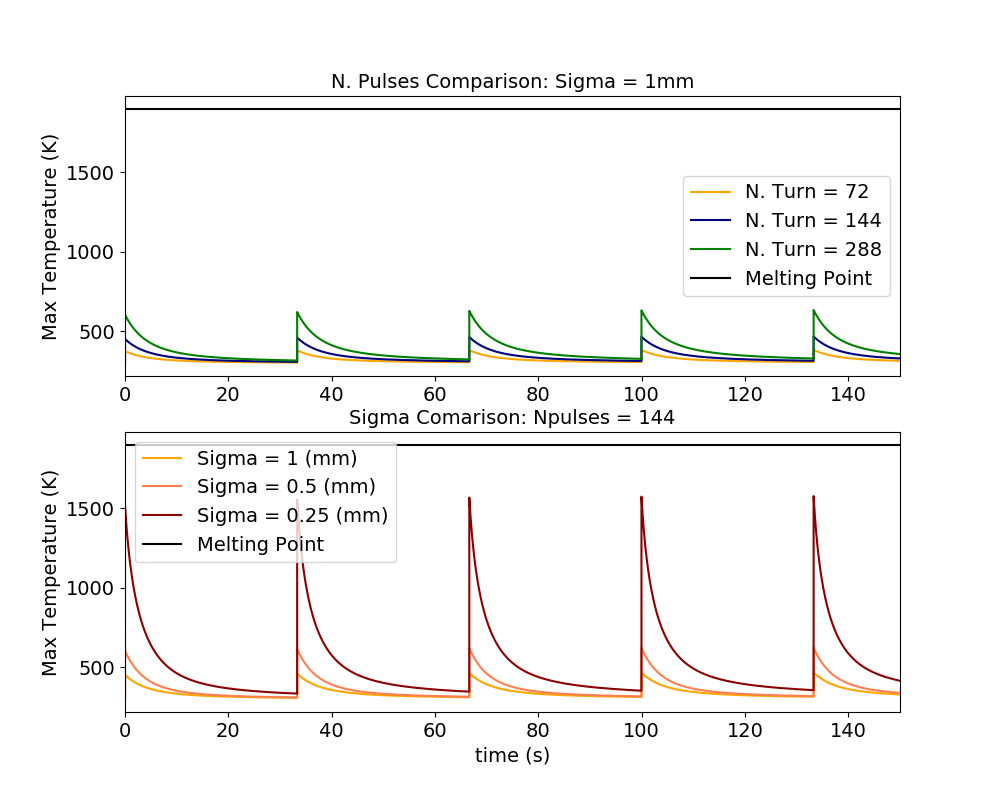 N. Pulses Comparison: Sigma = 1mm
Max Temperature (K)
1500
1000
500
N. Turn = 72
N. Turn = 144
N. Turn = 288
Melting Point
0 20 40 60 80 100 120 140
Sigma Comarison: Npulses = 144
Max Temperature (K)
1500
1000
500
Sigma = 1 (mm)
Sigma = 0.5 (mm)
Sigma = 0.25 (mm)
Melting Point
0 20 40 60 80 100 120 140
time (s)